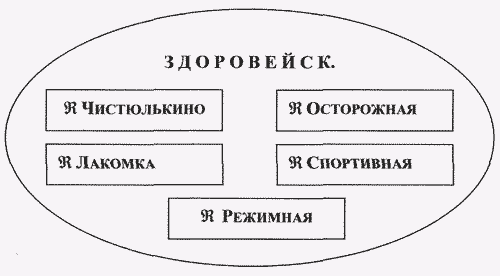 ЗДОРОВЕЙСК.
ℜ ЧИСТЮЛЬКИНО
ℜ ОСТОРОЖНАЯ
ℜ ЛАКОМКА
ℜ СПОРТИВНАЯ
ℜ РЕЖИМНАЯ